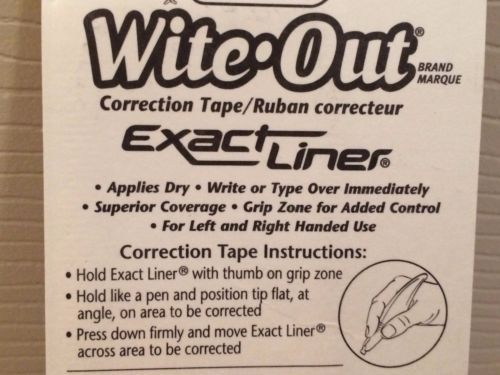 Wite•Out® BRAND
MARQUE
Correction Tape/Ruban correcteur
Exact Liner®
• Applies Dry • Write or Type Over Immediately
• Superior Coverage • Grip Zone for Added Control
• For Left and Right Handed Use
Correction Tape Instructions:
• Hold Exact Liner® with thumb on grip zone
• Hold like a pen and position tip flat, at
angle, on area to be corrected
• Press down firmly and move Exact Liner®
across area to be corrected